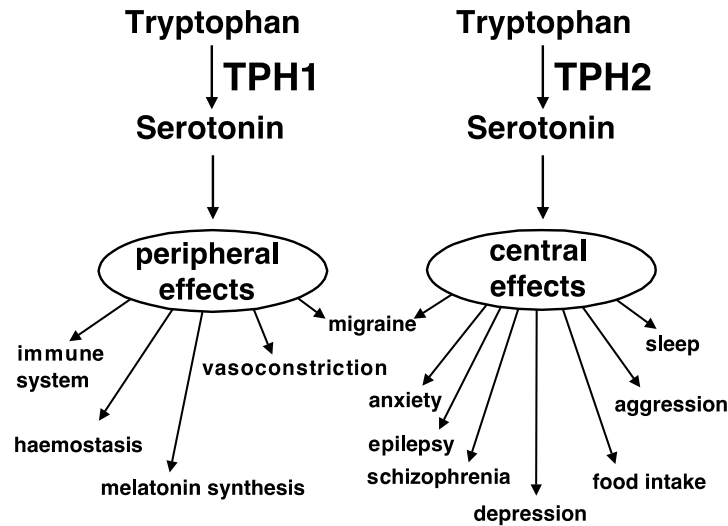 Tryptophan
TPH1
Serotonin
peripheral
effects
immune
system
haemostasis
melatonin synthesis
vasoconstriction
migraine
Tryptophan
TPH2
Serotonin
central
effects
anxiety
epilepsy
schizophrenia
depression
food intake
aggression
sleep